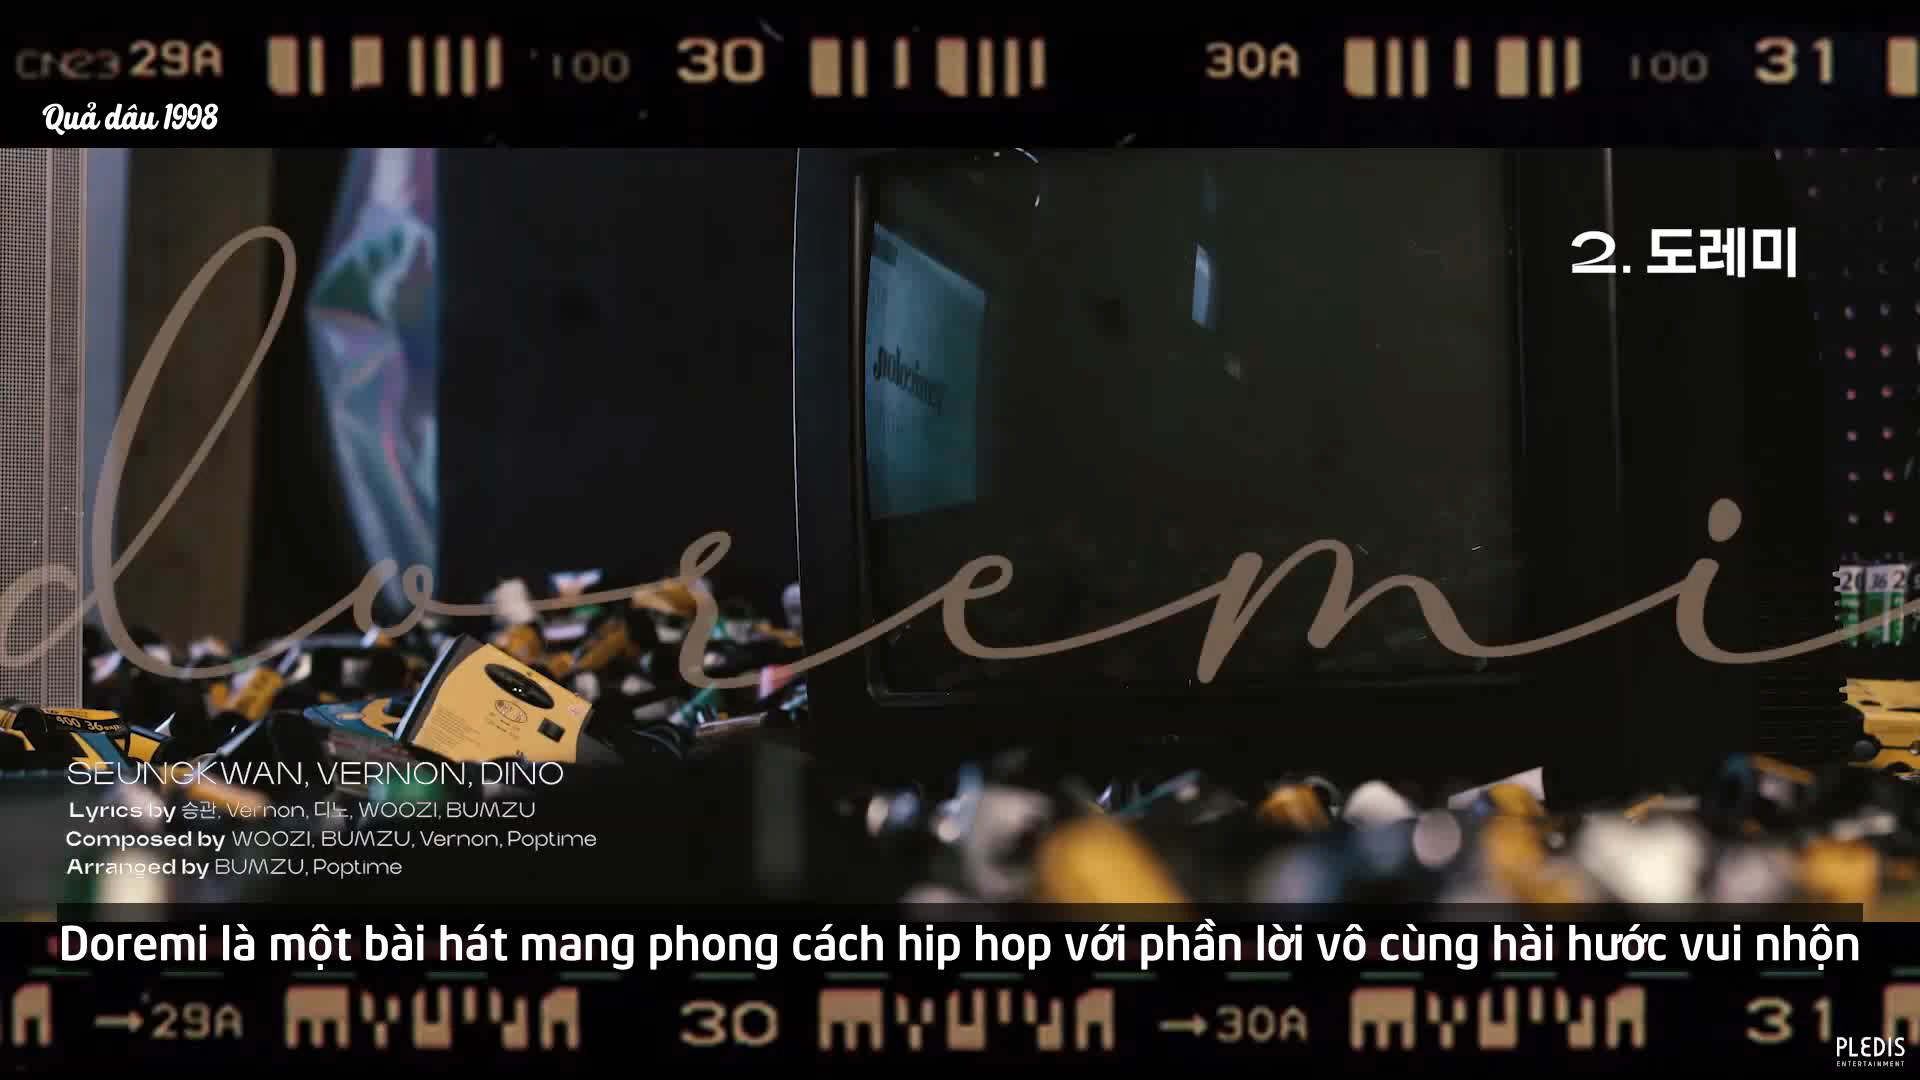 CN23 29A 100 30 30A 100 31
Quả dâu 1998
2. 도레미
doremi
400 36
SEUNGKWAN, VERNON, DINO
Lyrics by 승관, Vernon, 디노, WOOZI, BUMZU
Composed by WOOZI, BUMZU, Vernon, Poptime
Arranged by BUMZU, Poptime
Doremi là một bài hát mang phong cách hip hop với phần lời vô cùng hài hước vui nhộn
→29A 30 →30A 31
PLEDIS
ENTERTAINMENT